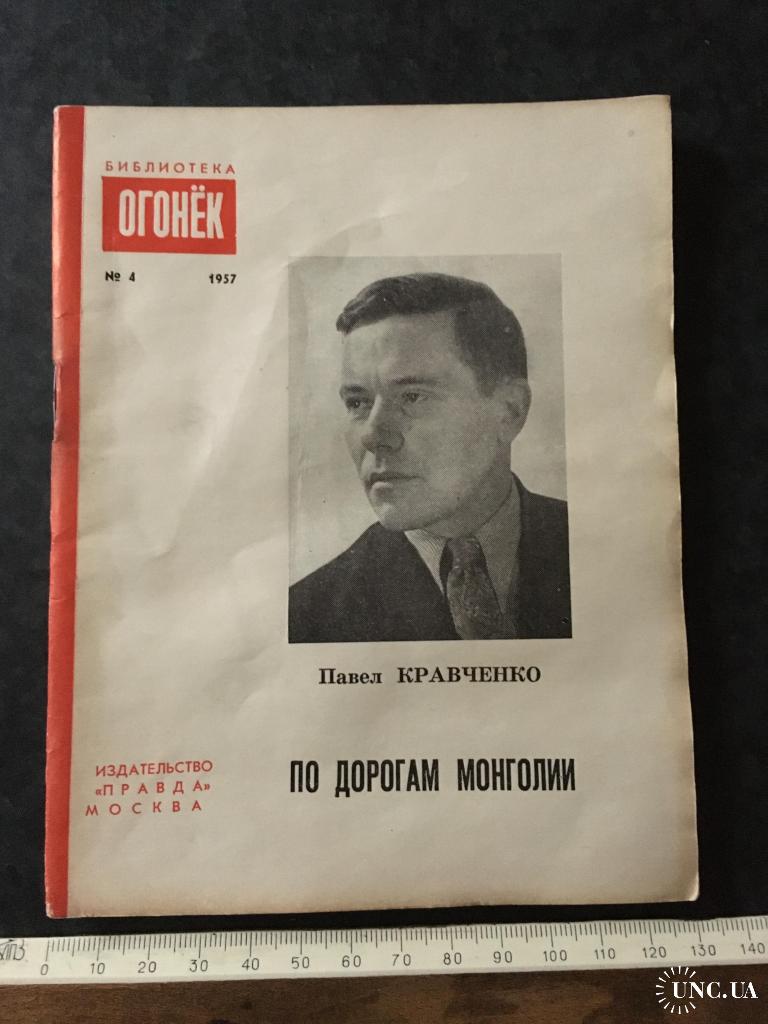 БИБЛИОТЕКА
ОГОНЁК
№ 4 1957
Павел КРАВЧЕНКО
ПО ДОРОГАМ МОНГОЛИИ
ИЗДАТЕЛЬСТВО
«ПРАВДА»
МОСКВА
0 10 20 30 40 50 60 70 80 90 100 110 120 130 140
UNC.UA